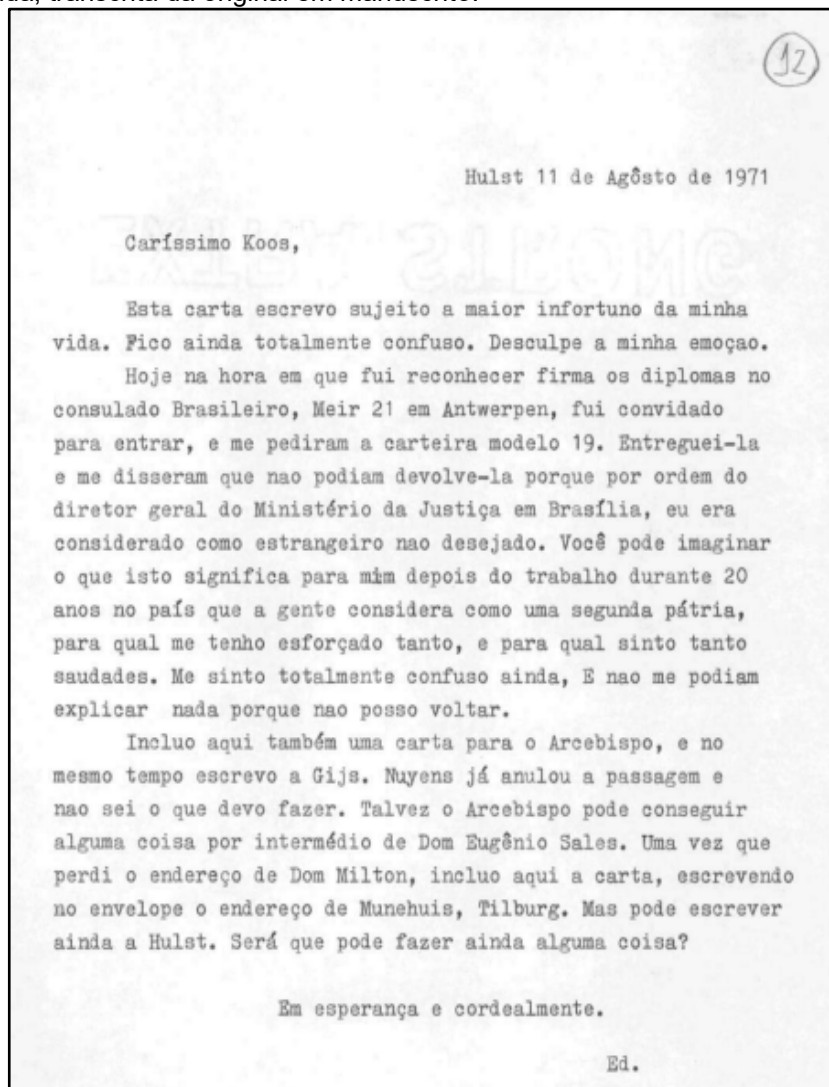 transcrita da original em manuscrito.
12
Hulst 11 de Agôsto de 1971
Caríssimo Koos,
Esta carta escrevo sujeito a maior infortuno da minha
vida. Fico ainda totalmente confuso. Desculpe a minha emoçao.
Hoje na hora em que fui reconhecer firma os diplomas no
consulado Brasileiro, Meir 21 em Antwerpen, fui convidado
para entrar, e me pediram a carteira modelo 19. Entreguei-la
e me disseram que nao podiam devolve-la porque por ordem do
diretor geral do Ministério da Justiça em Brasília, eu era
considerado como estrangeiro nao desejado. Você pode imaginar
o que isto significa para mim depois do trabalho durante 20
anos no país que a gente considera como uma segunda pátria,
para qual me tenho esforçado tanto, e para qual sinto tanto
saudades. Me sinto totalmente confuso ainda, E nao me podiam
explicar nada porque nao posso voltar.
Incluo aqui também uma carta para o Arcebispo, e no
mesmo tempo escrevo a Gijs. Nuyens já anulou a passagem e
nao sei o que devo fazer. Talvez o Arcebispo pode conseguir
alguma coisa por intermédio de Dom Eugênio Sales. Uma vez que
perdi o endereço de Dom Milton, incluo aqui a carta, escrevendo
no envelope o endereço de Munehuis, Tilburg. Mas pode escrever
ainda a Hulst. Será que pode fazer ainda alguma coisa?
Em esperança e cordealmente.
Ed.